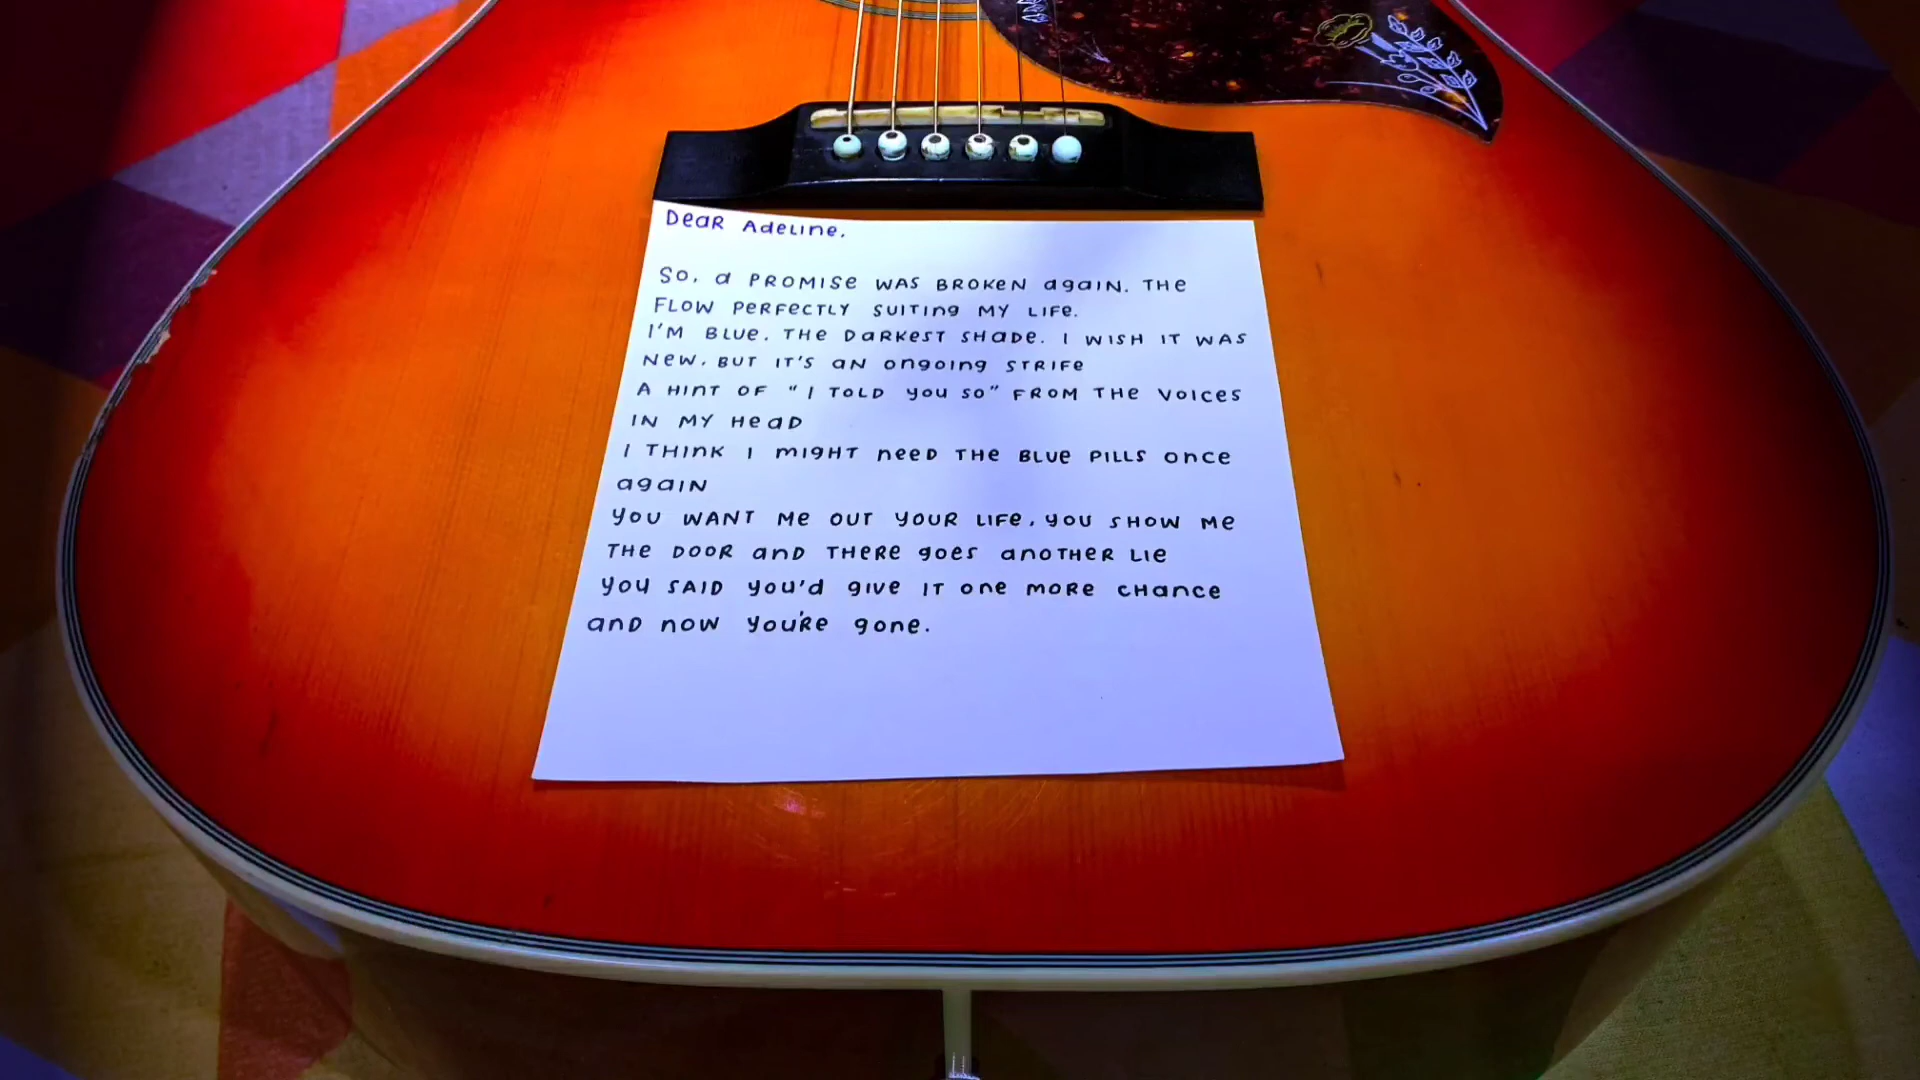 Dear Adeline,
So, a promise was broken again. The
flow perfectly suiting my life.
I'm blue. The darkest shade. I wish it was
new, but it's an ongoing strife
A hint of "I told you so" from the voices
in my head
I think I might need the blue pills once
again
You want me out your life, you show me
the door and there goes another lie
you said you'd give it one more chance
and now you're gone.